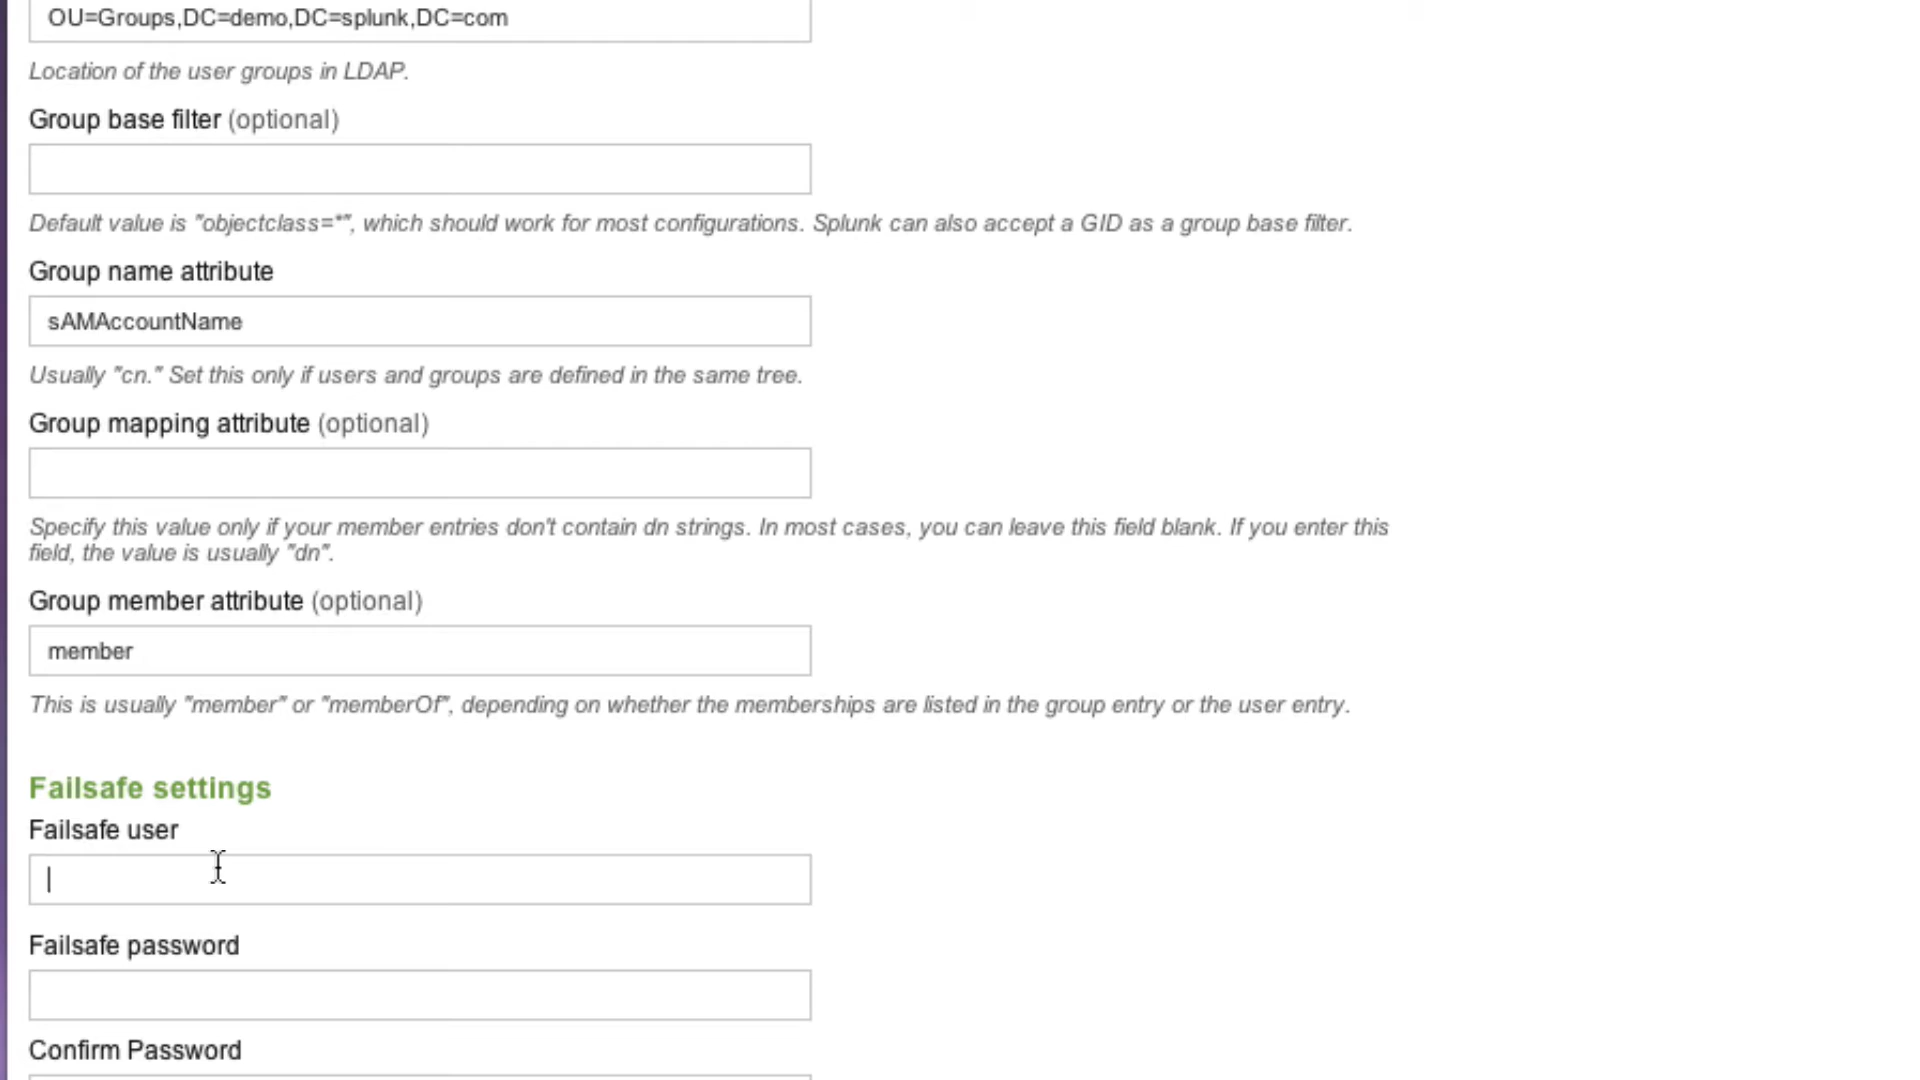 OU=Groups,DC=demo,DC=splunk,DC=com
Location of the user groups in LDAP.
Group base filter (optional)
Default value is "objectclass=*", which should work for most configurations. Splunk can also accept a GID as a group base filter.
Group name attribute
sAMAccountName
Usually "cn." Set this only if users and groups are defined in the same tree.
Group mapping attribute (optional)
Specify this value only if your member entries don't contain dn strings. In most cases, you can leave this field blank. If you enter this
field, the value is usually "dn".
Group member attribute (optional)
member
This is usually "member" or "memberOf", depending on whether the memberships are listed in the group entry or the user entry.
Failsafe settings
Failsafe user
Failsafe password
Confirm Password